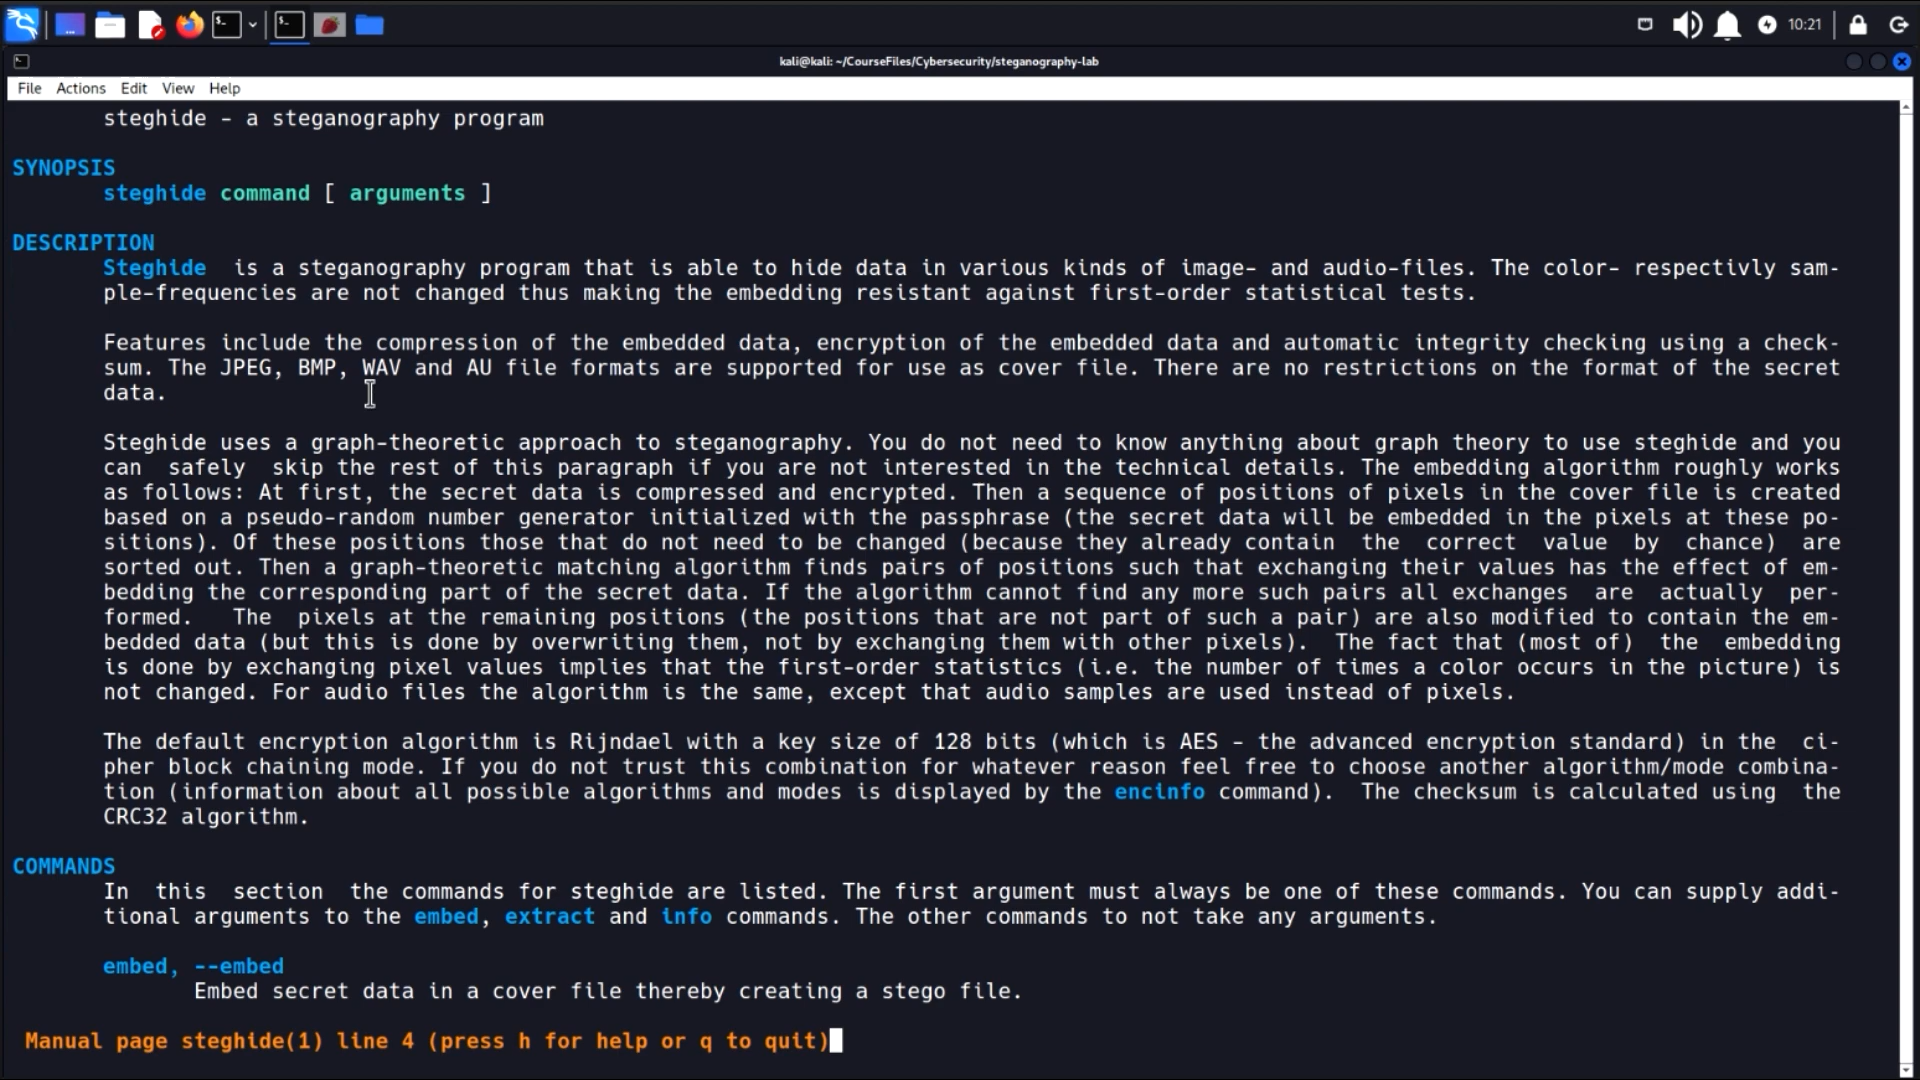 10:21
kali@kali: ~/CourseFiles/Cybersecurity/steganography-lab
File Actions Edit View Help
steghide - a steganography program
SYNOPSIS
steghide command [ arguments ]
DESCRIPTION
Steghide is a steganography program that is able to hide data in various kinds of image- and audio-files. The color- respectivly sam-
ple-frequencies are not changed thus making the embedding resistant against first-order statistical tests.
Features include the compression of the embedded data, encryption of the embedded data and automatic integrity checking using a check-
sum. The JPEG, BMP, WAV and AU file formats are supported for use as cover file. There are no restrictions on the format of the secret
data.
Steghide uses a graph-theoretic approach to steganography. You do not need to know anything about graph theory to use steghide and you
can safely skip the rest of this paragraph if you are not interested in the technical details. The embedding algorithm roughly works
as follows: At first, the secret data is compressed and encrypted. Then a sequence of positions of pixels in the cover file is created
based on a pseudo-random number generator initialized with the passphrase (the secret data will be embedded in the pixels at these po-
sitions). Of these positions those that do not need to be changed (because they already contain the correct value by chance) are
sorted out. Then a graph-theoretic matching algorithm finds pairs of positions such that exchanging their values has the effect of em-
bedding the corresponding part of the secret data. If the algorithm cannot find any more such pairs all exchanges are actually per-
formed. The pixels at the remaining positions (the positions that are not part of such a pair) are also modified to contain the em-
bedded data (but this is done by overwriting them, not by exchanging them with other pixels). The fact that (most of) the embedding
is done by exchanging pixel values implies that the first-order statistics (i.e. the number of times a color occurs in the picture) is
not changed. For audio files the algorithm is the same, except that audio samples are used instead of pixels.
The default encryption algorithm is Rijndael with a key size of 128 bits (which is AES - the advanced encryption standard) in the ci-
pher block chaining mode. If you do not trust this combination for whatever reason feel free to choose another algorithm/mode combina-
tion (information about all possible algorithms and modes is displayed by the encinfo command). The checksum is calculated using the
CRC32 algorithm.
COMMANDS
In this section the commands for steghide are listed. The first argument must always be one of these commands. You can supply addi-
tional arguments to the embed, extract and info commands. The other commands to not take any arguments.
embed, --embed
Embed secret data in a cover file thereby creating a stego file.
Manual page steghide(1) line 4 (press h for help or q to quit)